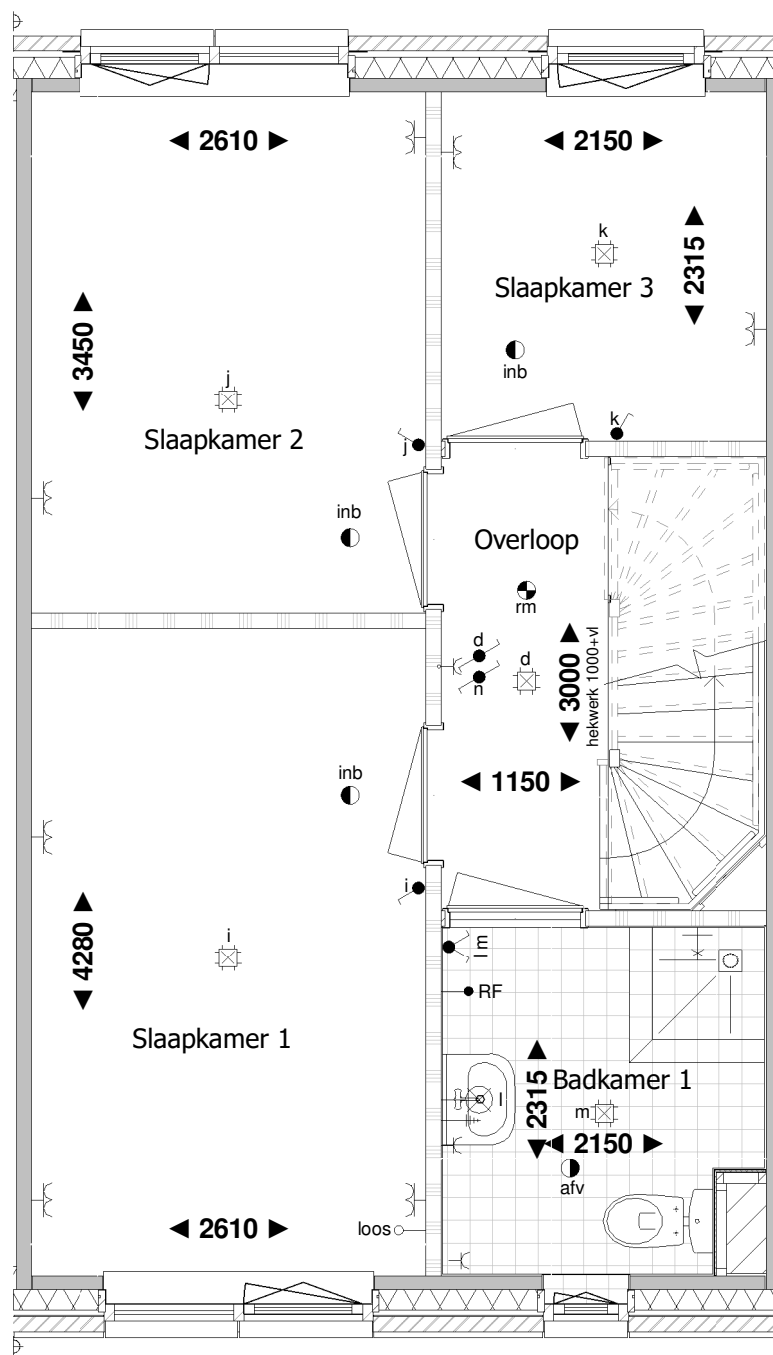 ◄ 2610 ►
◄ 2150 ►
k
◄ 2315 ►
Slaapkamer 3
◄ 3450 ►
inb
j
k
Slaapkamer 2
j
inb
Overloop
rm
d
d
n
◄ 3000 ►
hekwerk 1000+vl
inb
◄ 1150 ►
i
i
◄ 4280 ►
l m
RF
Slaapkamer 1
◄ 2315 ►
Badkamer 1
l
m
◄ 2150 ►
afv
◄ 2610 ►
loos